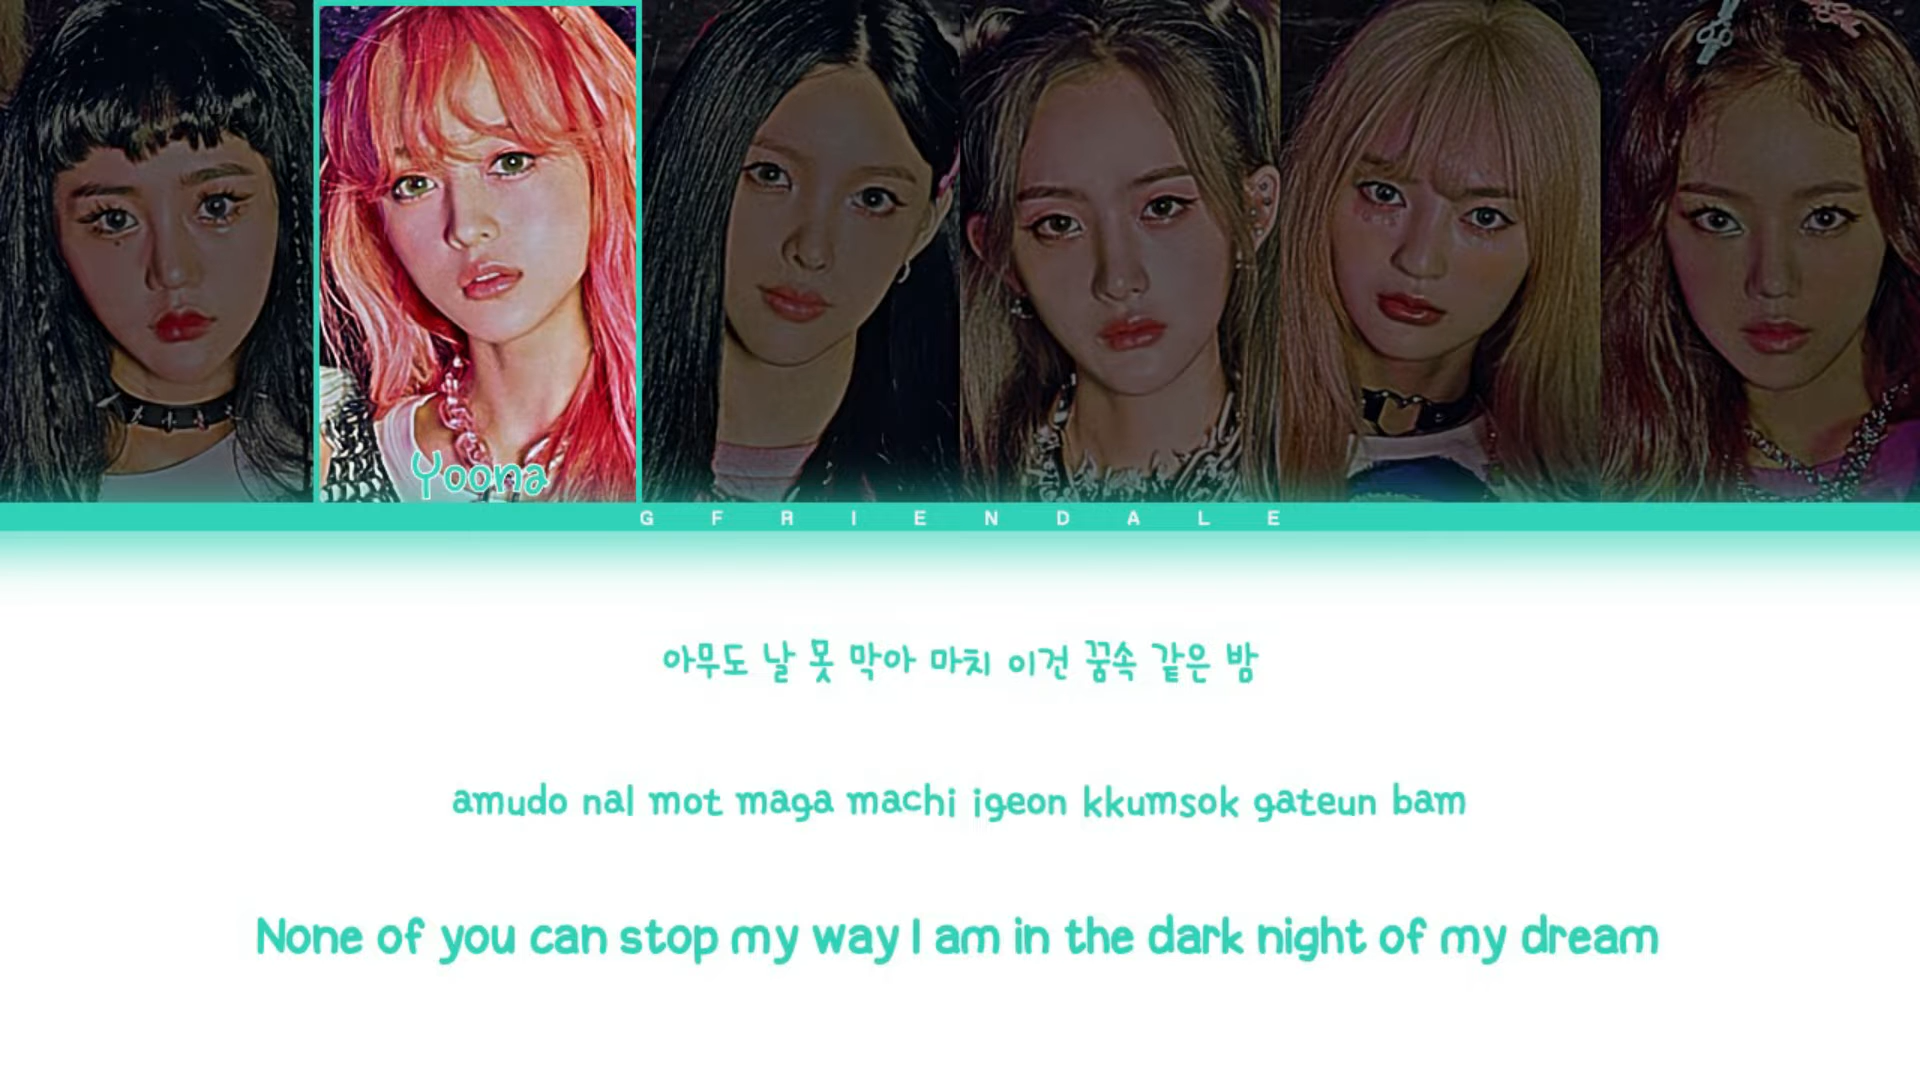 Yoona
GFRIENDALE
아무도 날 못 막아 마치 이건 꿈속 같은 밤
amudo nal mot maga machi igeon kkumsok gateun bam
None of you can stop my way I am in the dark night of my dream